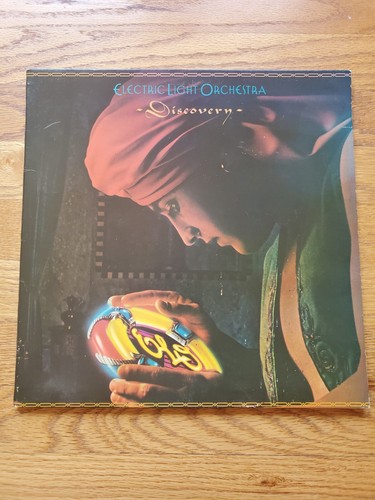 Electric Light Orchestra
- Discovery -